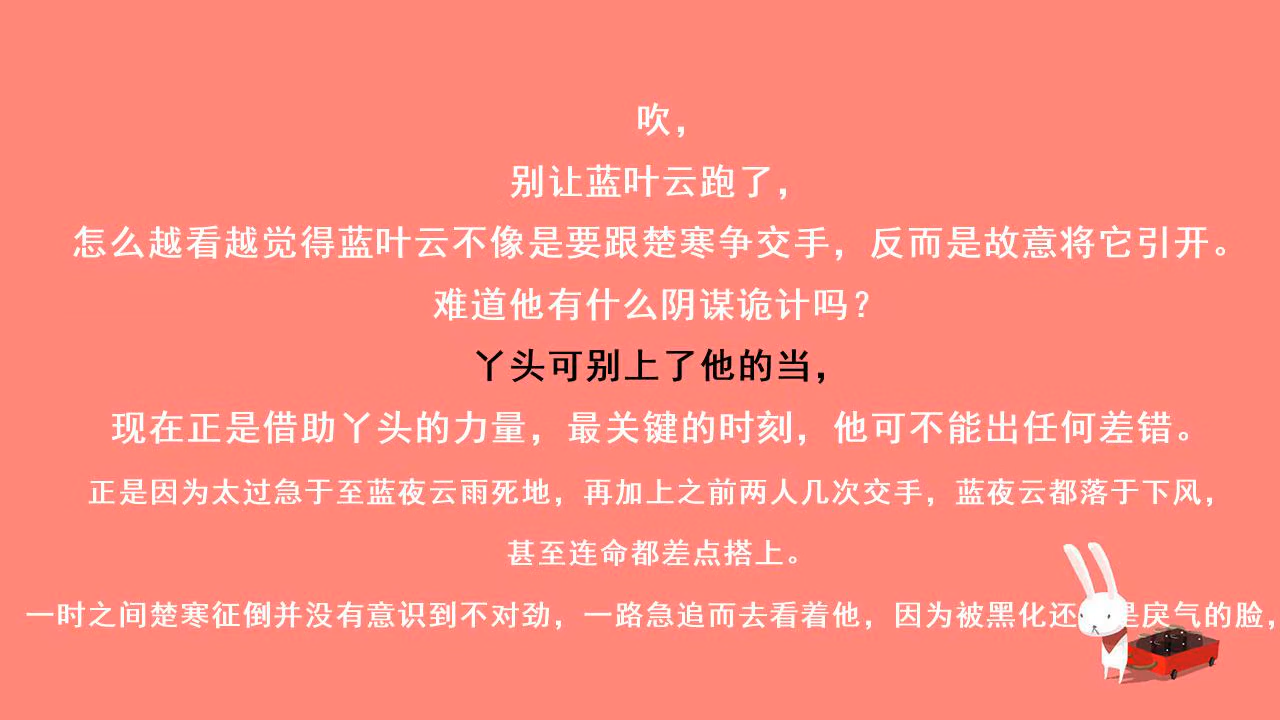 吹，
别让蓝叶云跑了，
怎么越看越觉得蓝叶云不像是要跟楚寒争交手，反而是故意将它引开。
难道他有什么阴谋诡计吗？
丫头可别上了他的当，
现在正是借助丫头的力量，最关键的时刻，他可不能出任何差错。
正是因为太过急于至蓝夜云雨死地，再加上之前两人几次交手，蓝夜云都落于下风，
甚至连命都差点搭上。
一时之间楚寒征倒并没有意识到不对劲，一路急追而去看着他，因为被黑化还是戾气的脸，